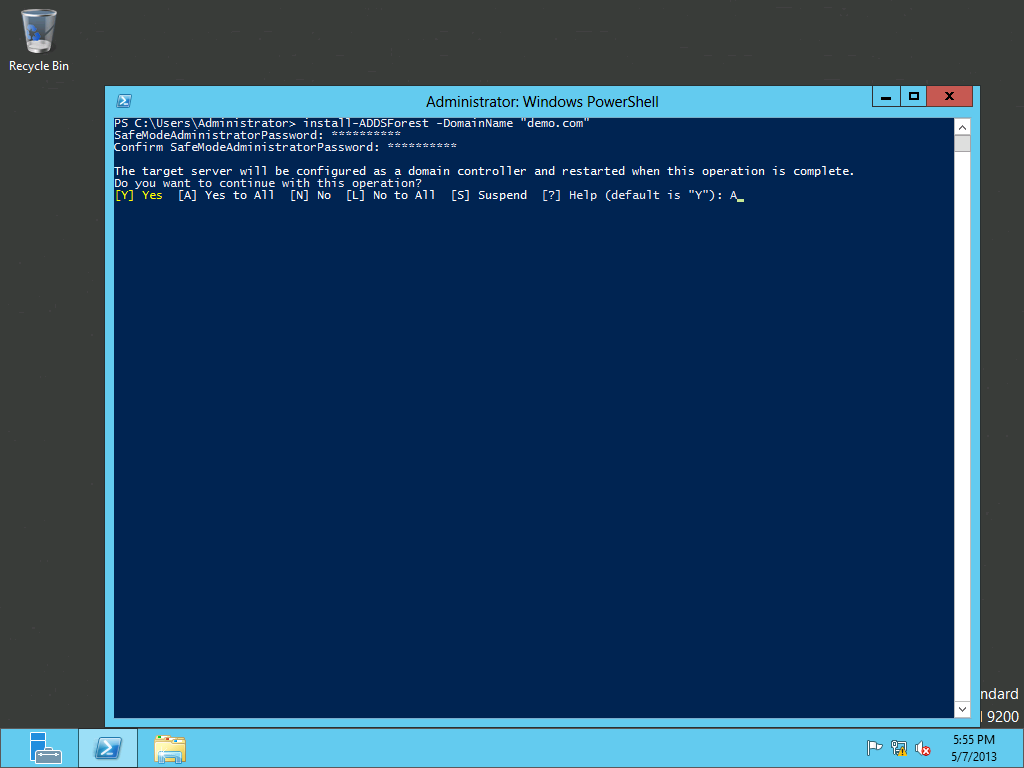 Recycle Bin
Administrator: Windows PowerShell
PS C:\Users\Administrator> install-ADDSForest -DomainName "demo.com"
SafeModeAdministratorPassword: **********
Confirm SafeModeAdministratorPassword: **********
The target server will be configured as a domain controller and restarted when this operation is complete.
Do you want to continue with this operation?
[Y] Yes  [A] Yes to All  [N] No  [L] No to All  [S] Suspend  [?] Help (default is "Y"): A_
ndard
9200
5:55 PM
5/7/2013